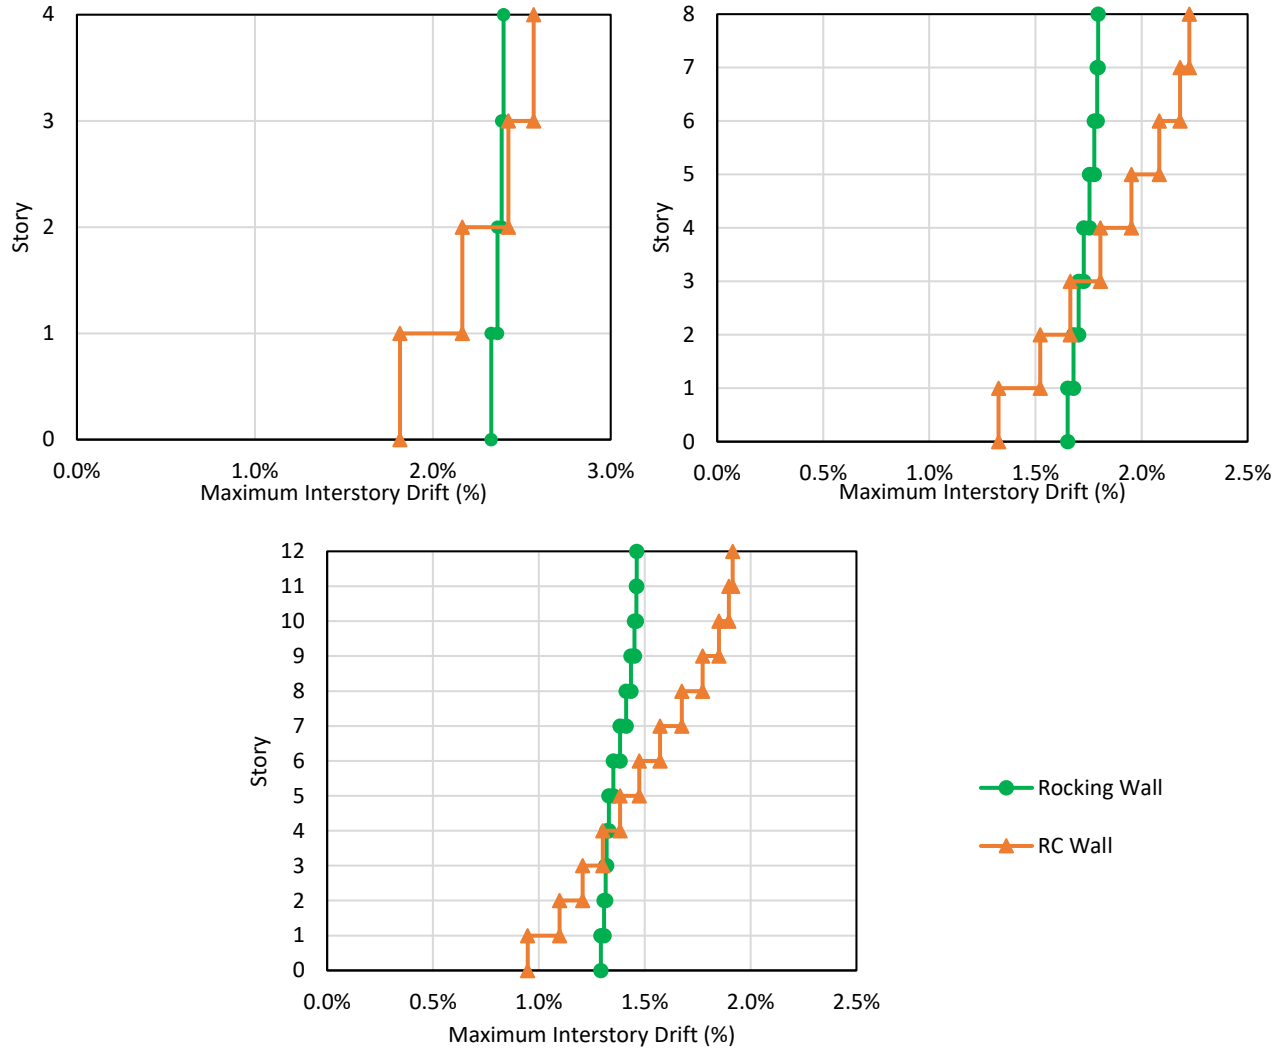 4
3
2
1
0
Story
0.0% 1.0% 2.0% 3.0%
Maximum Interstory Drift (%)
8
7
6
5
4
3
2
1
0
Story
0.0% 0.5% 1.0% 1.5% 2.0% 2.5%
Maximum Interstory Drift (%)
12
11
10
9
8
7
6
5
4
3
2
1
0
Story
0.0% 0.5% 1.0% 1.5% 2.0% 2.5%
Maximum Interstory Drift (%)
Rocking Wall
RC Wall